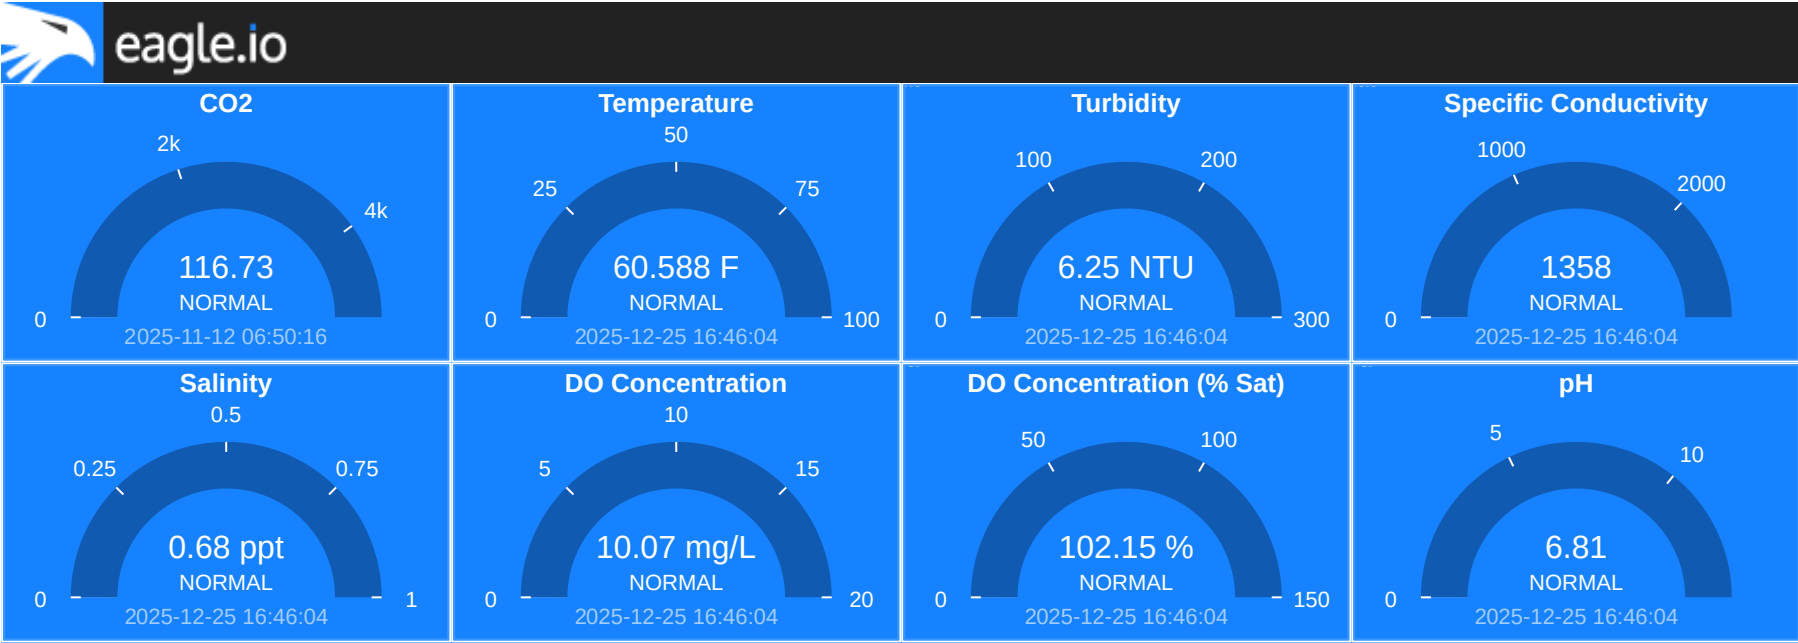 eagle.io
CO2
2k
4k
0
116.73
NORMAL
2025-11-12 06:50:16
Temperature
50
25
75
0
100
60.588 F
NORMAL
2025-12-25 16:46:04
Turbidity
100
200
0
300
6.25 NTU
NORMAL
2025-12-25 16:46:04
Specific Conductivity
1000
2000
0
1358
NORMAL
2025-12-25 16:46:04
Salinity
0.5
0.25
0.75
0
1
0.68 ppt
NORMAL
2025-12-25 16:46:04
DO Concentration
10
5
15
0
20
10.07 mg/L
NORMAL
2025-12-25 16:46:04
DO Concentration (% Sat)
50
100
0
150
102.15 %
NORMAL
2025-12-25 16:46:04
pH
5
10
0
6.81
NORMAL
2025-12-25 16:46:04